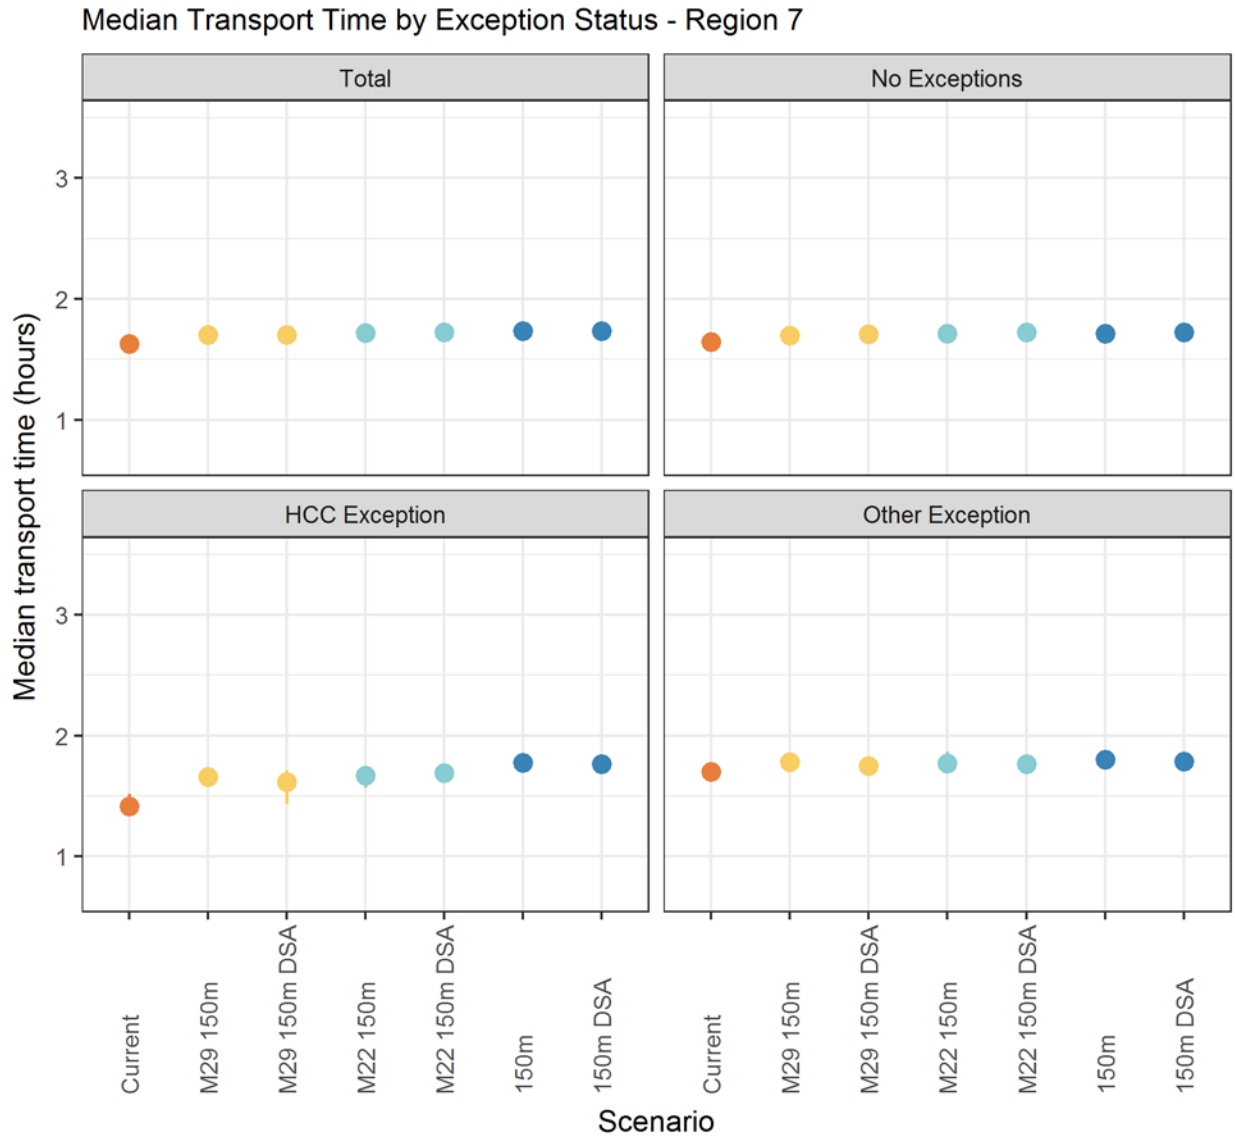 Median Transport Time by Exception Status - Region 7
Total
No Exceptions
3
2
1
HCC Exception
Other Exception
3
2
1
Median transport time (hours)
Current
M29 150m
M29 150m DSA
M22 150m
M22 150m DSA
150m
150m DSA
Current
M29 150m
M29 150m DSA
M22 150m
M22 150m DSA
150m
150m DSA
Scenario